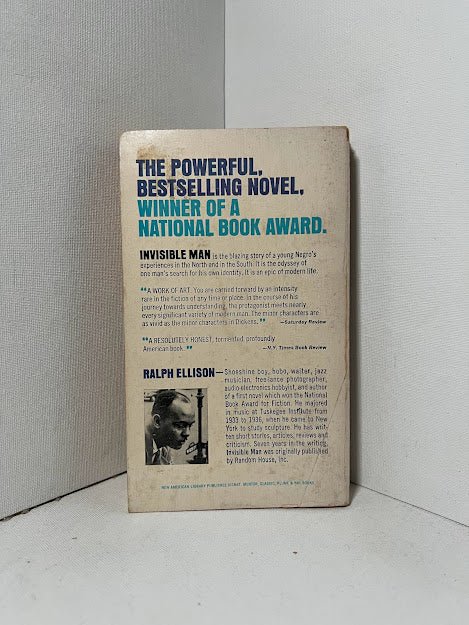 THE POWERFUL,
BESTSELLING NOVEL,
WINNER OF A
NATIONAL BOOK AWARD.
INVISIBLE MAN is the blazing story of a young Negro's
experiences in the North and in the South. It is the odyssey of
one man's search for his own identity. It is an epic of modern life.
"A WORK OF ART. You are carried forward by an intensity
rare in the fiction of any time or place. In the course of his
journey towards understanding, the protagonist meets nearly
every significant variety of modern man. The minor characters are
as vivid as the minor characters in Dickens." —Saturday Review
"A RESOLUTELY HONEST, tormented, profoundly
American book." —N.Y. Times Book Review
RALPH ELLISON—Shoeshine boy, hobo, waiter, jazz
musician, free-lance photographer,
audio-electronics hobbyist, and author
of a first novel which won the National
Book Award for Fiction. He majored
in music at Tuskegee Institute from
1933 to 1936, when he came to New
York to study sculpture. He has writ-
ten short stories, articles, reviews and
criticism. Seven years in the writing,
Invisible Man was originally published
by Random House, Inc.
NEW AMERICAN LIBRARY PUBLISHES SIGNET, MENTOR, CLASSIC, PLUME & NAL BOOKS